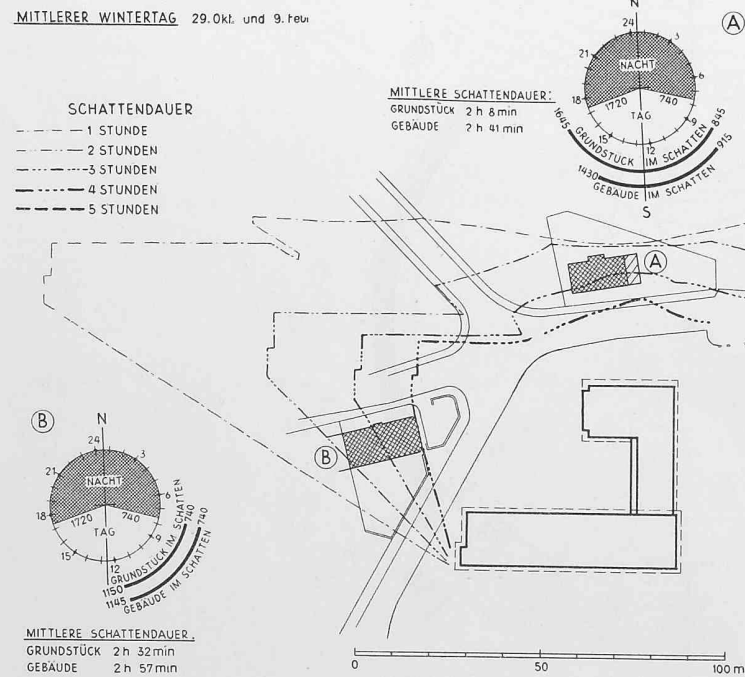 MITTLERER WINTERTAG 29. Okt. und 9. Feb.
SCHATTENDAUER
1 STUNDE
2 STUNDEN
3 STUNDEN
4 STUNDEN
5 STUNDEN
MITTLERE SCHATTENDAUER:
GRUNDSTÜCK 2 h 8 min
GEBÄUDE 2 h 41 min
A
N
24
3
21
NACHT
6
18
1720
740
TAG
9
15
12
1645
GRUNDSTÜCK IM SCHATTEN
845
1430
GEBÄUDE IM SCHATTEN
915
S
A
B
B
N
24
3
21
NACHT
6
18
1720
740
TAG
9
15
12
GRUNDSTÜCK IM SCHATTEN
740
1150
GEBÄUDE IM SCHATTEN
740
1145
MITTLERE SCHATTENDAUER.
GRUNDSTÜCK 2 h 32 min
GEBÄUDE 2 h 57 min
0
50
100 m